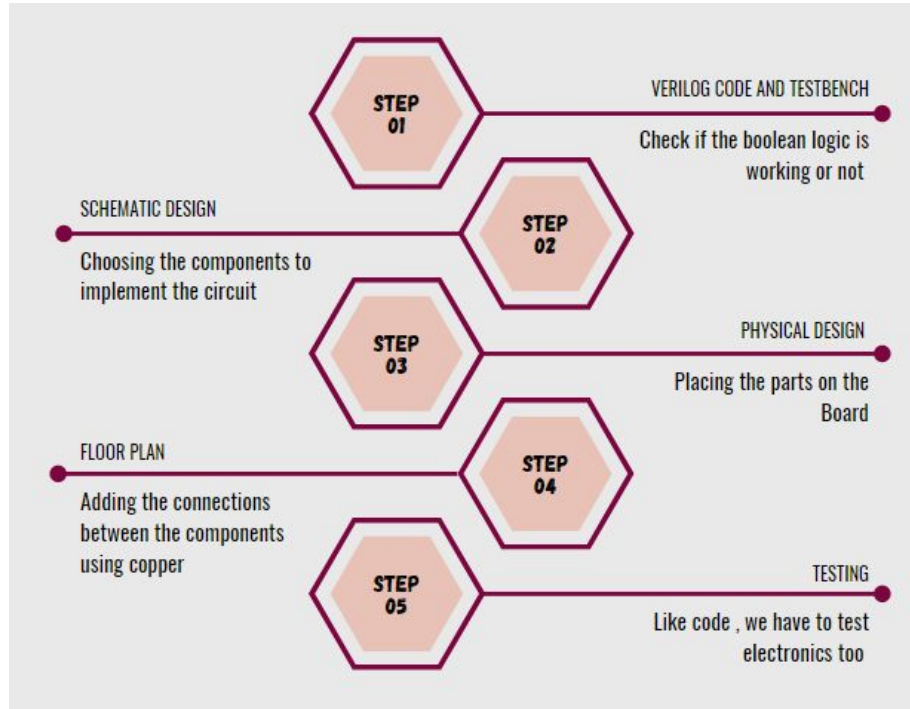 STEP
01
VERILOG CODE AND TESTBENCH
Check if the boolean logic is
working or not
SCHEMATIC DESIGN
Choosing the components to
implement the circuit
STEP
02
STEP
03
PHYSICAL DESIGN
Placing the parts on the
Board
FLOOR PLAN
Adding the connections
between the components
using copper
STEP
04
STEP
05
TESTING
Like code , we have to test
electronics too